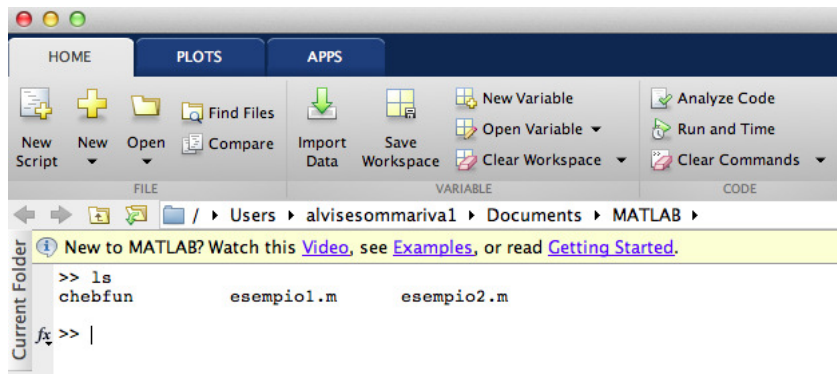 HOME PLOTS APPS
New Script
New
Open
Find Files
Compare
FILE
Import Data
Save Workspace
New Variable
Open Variable
Clear Workspace
VARIABLE
Analyze Code
Run and Time
Clear Commands
CODE
/ Users alvisesommariva1 Documents MATLAB
Current Folder
New to MATLAB? Watch this Video, see Examples, or read Getting Started.
>> ls
chebfun esempio1.m esempio2.m
fx >>